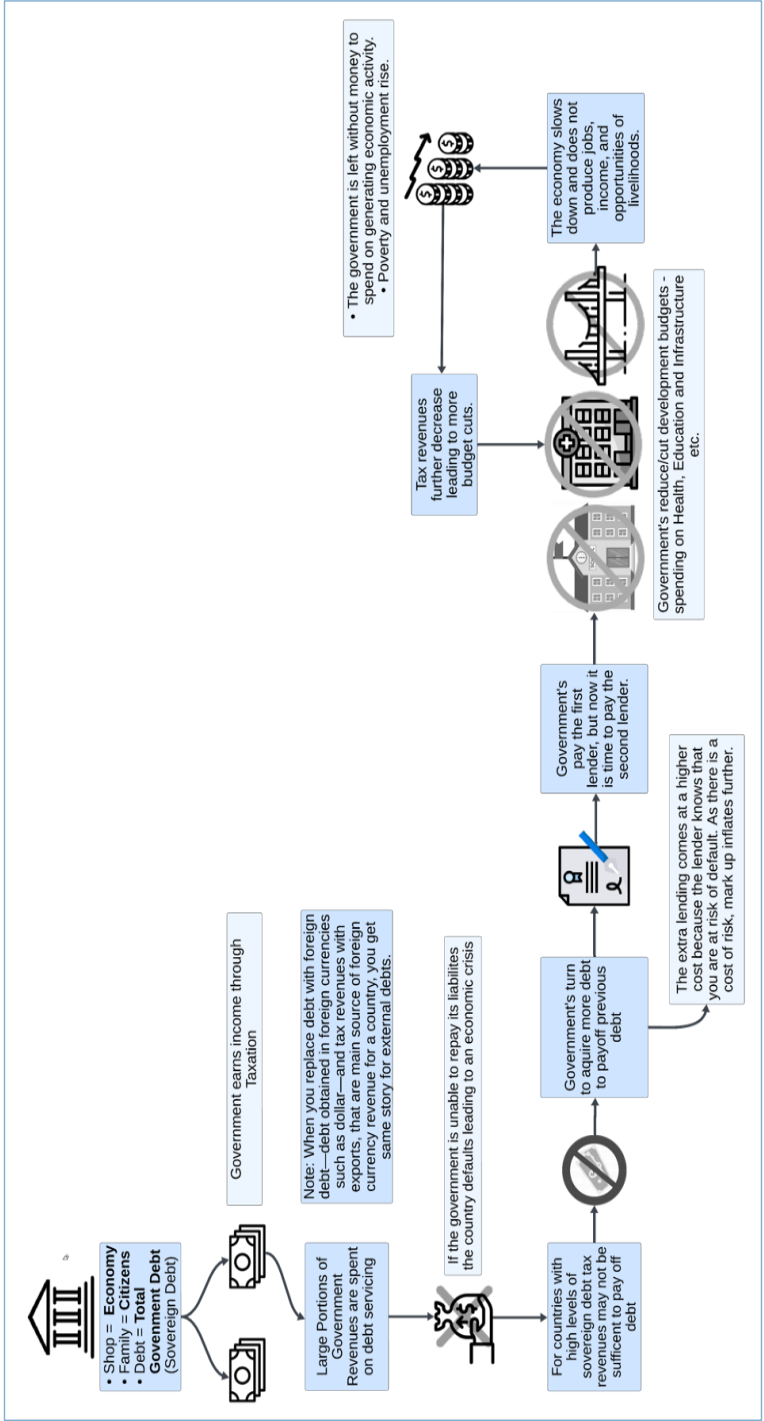 • Shop = Economy
• Family = Citizens
• Debt = Total
Government Debt
(Sovereign Debt)
Government earns income through
Taxation
Large Portions of
Government
Revenues are spent
on debt servicing
Note: When you replace debt with foreign
debt—debt obtained in foreign currencies
such as dollar—and tax revenues with
exports, that are main source of foreign
currency revenue for a country, you get
same story for external debts.
If the government is unable to repay its liabilites
the country defaults leading to an economic crisis
For countries with
high levels of
sovereign debt tax
revenues may not be
sufficent to pay off
debt
Government's turn
to aquire more debt
to payoff previous
debt
The extra lending comes at a higher
cost because the lender knows that
you are at risk of default. As there is a
cost of risk, mark up inflates further.
Government's
pay the first
lender, but now it
is time to pay the
second lender.
Government's reduce/cut development budgets -
spending on Health, Education and Infrastructure
etc.
The economy slows
down and does not
produce jobs,
income, and
opportunities of
livelihoods.
• The government is left without money to
spend on generating economic activity.
• Poverty and unemployment rise.
Tax revenues
further decrease
leading to more
budget cuts.